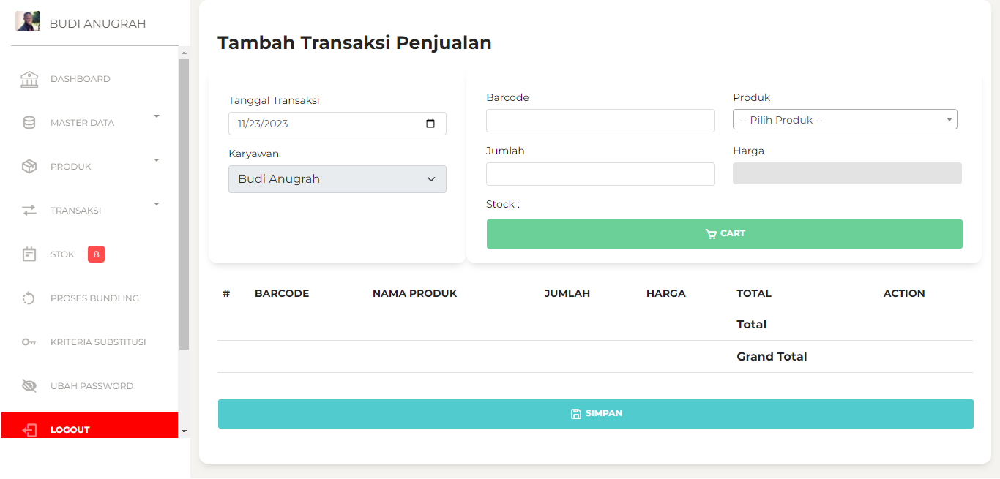 BUDI ANUGRAH
DASHBOARD
MASTER DATA
PRODUK
TRANSAKSI
STOK 8
PROSES BUNDLING
KRITERIA SUBSTITUSI
UBAH PASSWORD
LOGOUT
Tambah Transaksi Penjualan
Tanggal Transaksi
11/23/2023
Karyawan
Budi Anugrah
Barcode
Produk
-- Pilih Produk --
Jumlah
Harga
Stock :
CART
# BARCODE NAMA PRODUK JUMLAH HARGA TOTAL ACTION
Total
Grand Total
SIMPAN